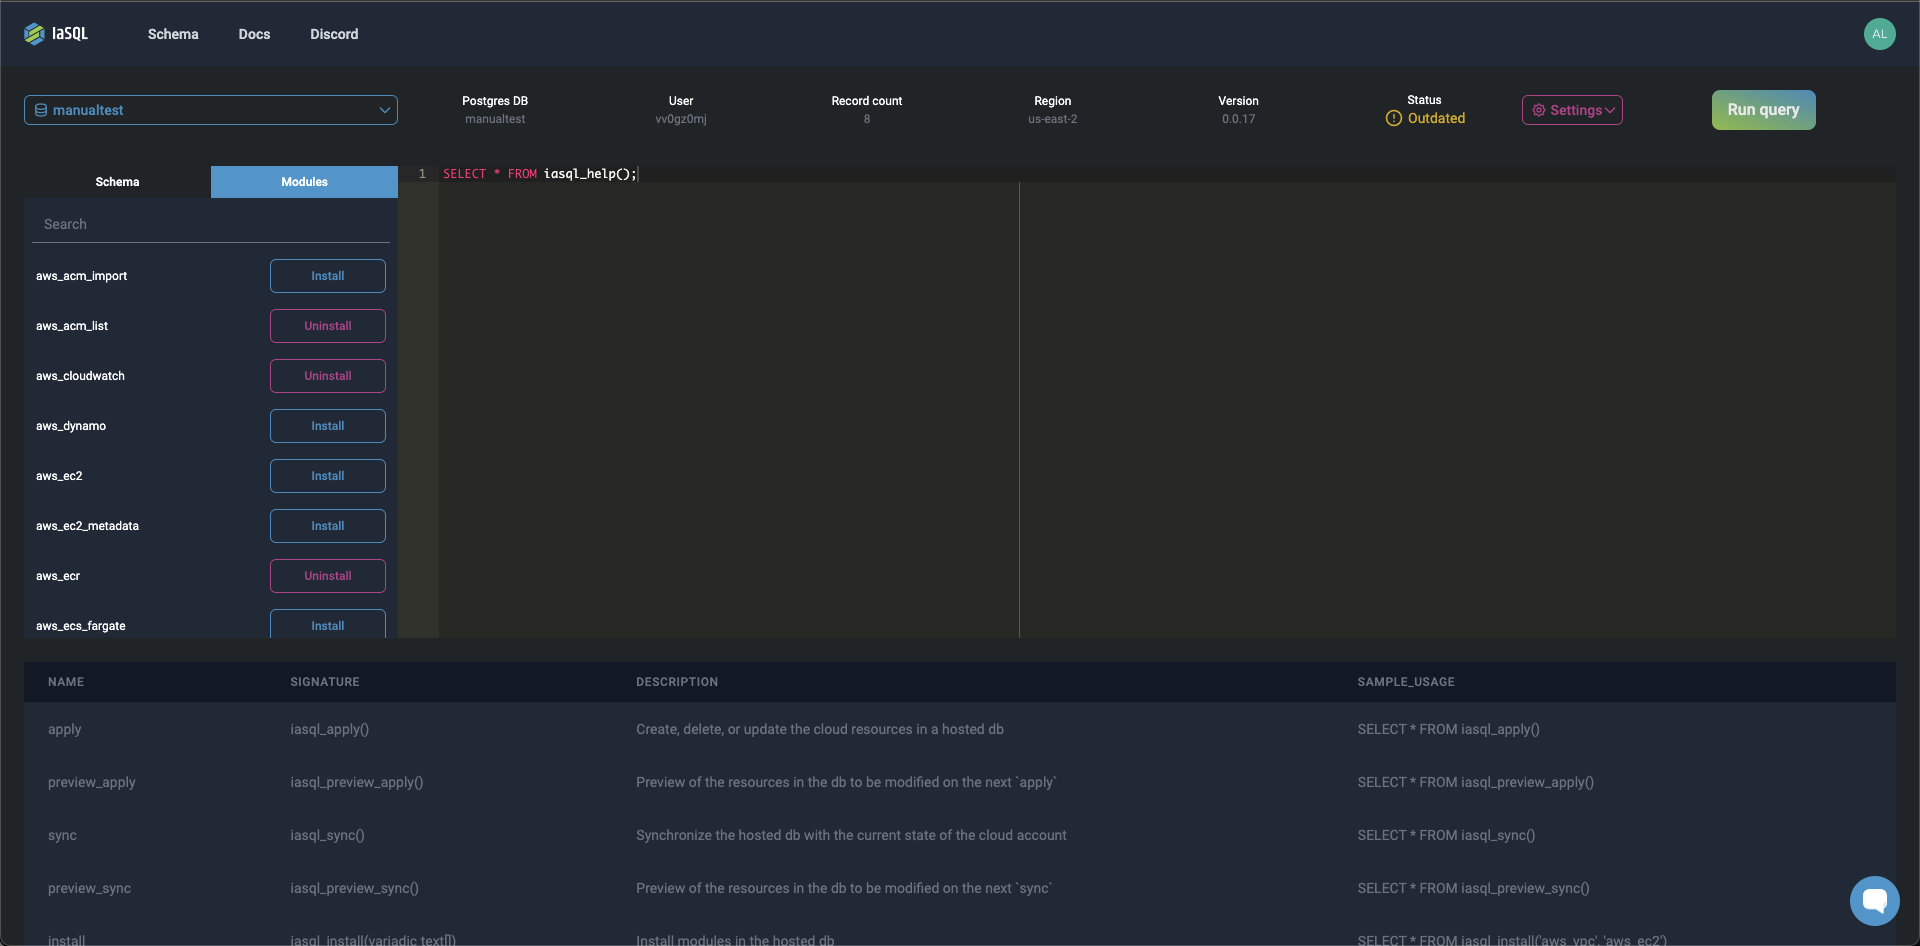 IaSQL Schema Docs Discord AL
manualtest
Postgres DB User Record count Region Version Status
manualtest vv0gz0mj 8 us-east-2 0.0.17 Outdated
Settings
Run query
Schema Modules
Search
aws_acm_import Install
aws_acm_list Uninstall
aws_cloudwatch Uninstall
aws_dynamo Install
aws_ec2 Install
aws_ec2_metadata Install
aws_ecr Uninstall
aws_ecs_fargate Install
1 SELECT * FROM iasql_help();
NAME SIGNATURE DESCRIPTION SAMPLE_USAGE
apply iasql_apply() Create, delete, or update the cloud resources in a hosted db SELECT * FROM iasql_apply()
preview_apply iasql_preview_apply() Preview of the resources in the db to be modified on the next `apply` SELECT * FROM iasql_preview_apply()
sync iasql_sync() Synchronize the hosted db with the current state of the cloud account SELECT * FROM iasql_sync()
preview_sync iasql_preview_sync() Preview of the resources in the db to be modified on the next `sync` SELECT * FROM iasql_preview_sync()
install iasql_install(variadic text[]) Install modules in the hosted db SELECT * FROM iasql_install('aws_vpc', 'aws_ec2')